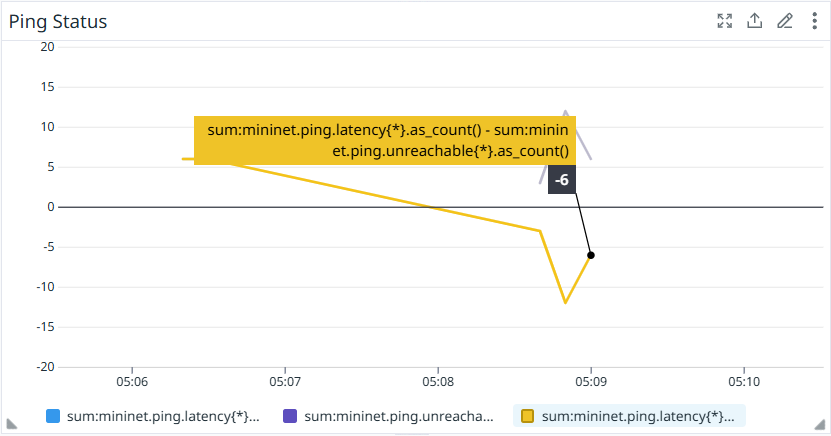 Ping Status
20
15
10
5
0
-5
-10
-15
-20
sum:mininet.ping.latency{*}.as_count() - sum:minin
et.ping.unreachable{*}.as_count()
-6
05:06 05:07 05:08 05:09 05:10
sum:mininet.ping.latency{*}... sum:mininet.ping.unreacha... sum:mininet.ping.latency{*}...